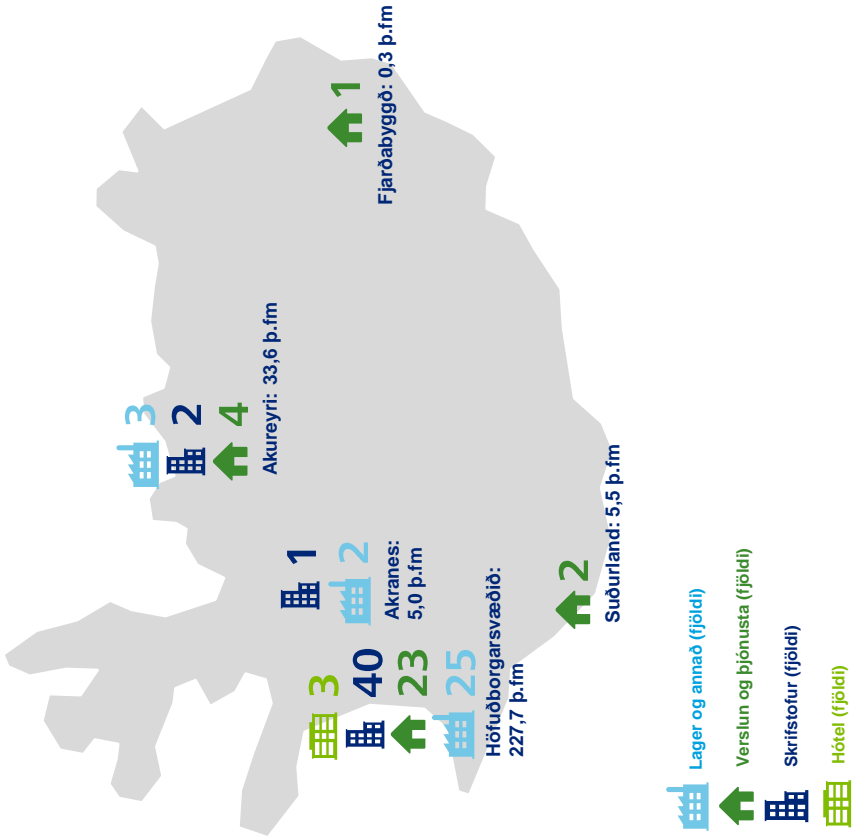 3
2
4
Akureyri: 33,6 þ.fm
1
Fjarðabyggð: 0,3 þ.fm
1
2
Akranes:
5,0 þ.fm
3
40
23
25
Höfuðborgarsvæðið:
227,7 þ.fm
2
Suðurland: 5,5 þ.fm
Lager og annað (fjöldi)
Verslun og þjónusta (fjöldi)
Skrifstofur (fjöldi)
Hótel (fjöldi)